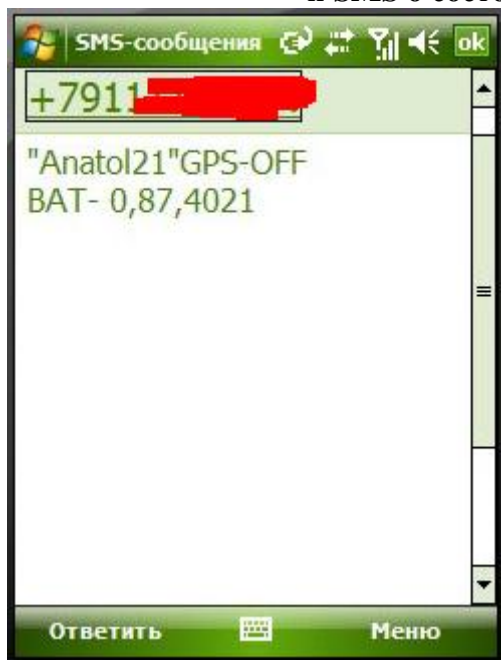 SMS-сообщения ok
+7911
"Anatol21"GPS-OFF
BAT- 0,87,4021
Ответить Меню